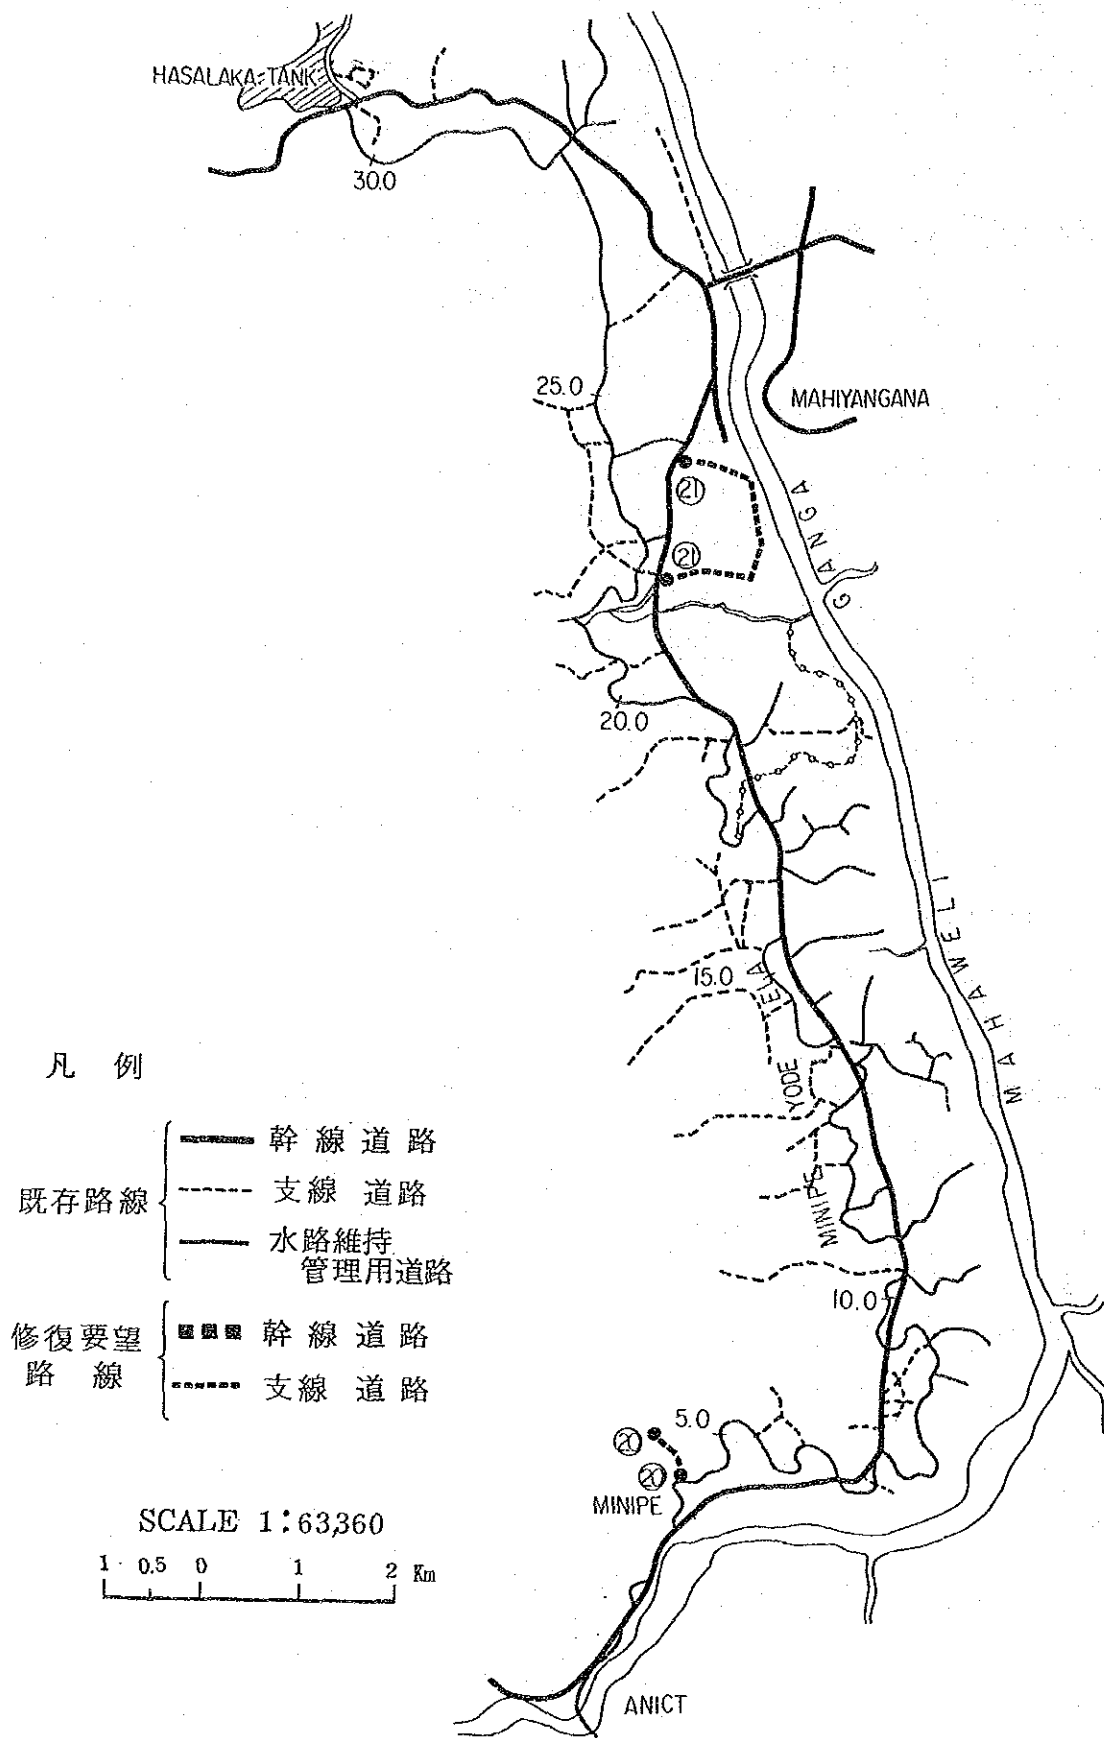 HASALAKA-TANK
30.0
25.0
MAHIYANGANA
㉑
㉑
GANGA
20.0
MAHAWELI
15.0
ELA
YODE
MINIPE
10.0
5.0
⑳
⑳
MINIPE
ANICT
凡 例
既存路線
幹 線 道 路
支線 道路
水路維持
管理用道路
修復要望
路 線
幹 線 道 路
支線 道路
SCALE 1:63,360
1 0.5 0 1 2 Km